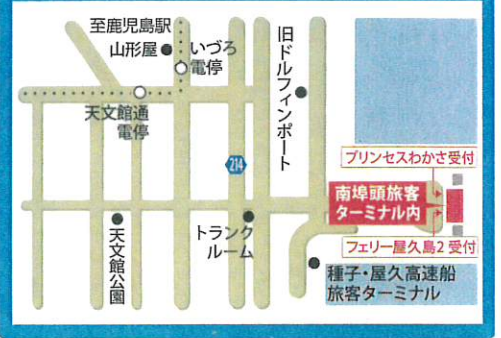 至鹿児島駅
山形屋
いづろ
電停
天文館通
電停
旧ドルフィンポート
214
プリンセスわかさ受付
南埠頭旅客
ターミナル内
フェリー屋久島2 受付
天文館公園
トランク
ルーム
種子・屋久高速船
旅客ターミナル